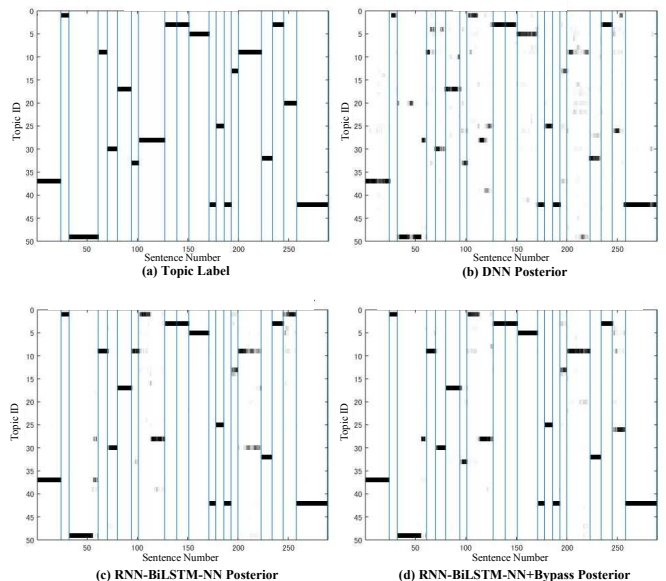 0
5
10
15
20
25
30
35
40
45
50
Topic ID
50 100 150 200 250
Sentence Number
(a) Topic Label
0
5
10
15
20
25
30
35
40
45
50
Topic ID
50 100 150 200 250
Sentence Number
(b) DNN Posterior
0
5
10
15
20
25
30
35
40
45
50
Topic ID
50 100 150 200 250
Sentence Number
(c) RNN-BiLSTM-NN Posterior
0
5
10
15
20
25
30
35
40
45
50
Topic ID
50 100 150 200 250
Sentence Number
(d) RNN-BiLSTM-NN+Bypass Posterior